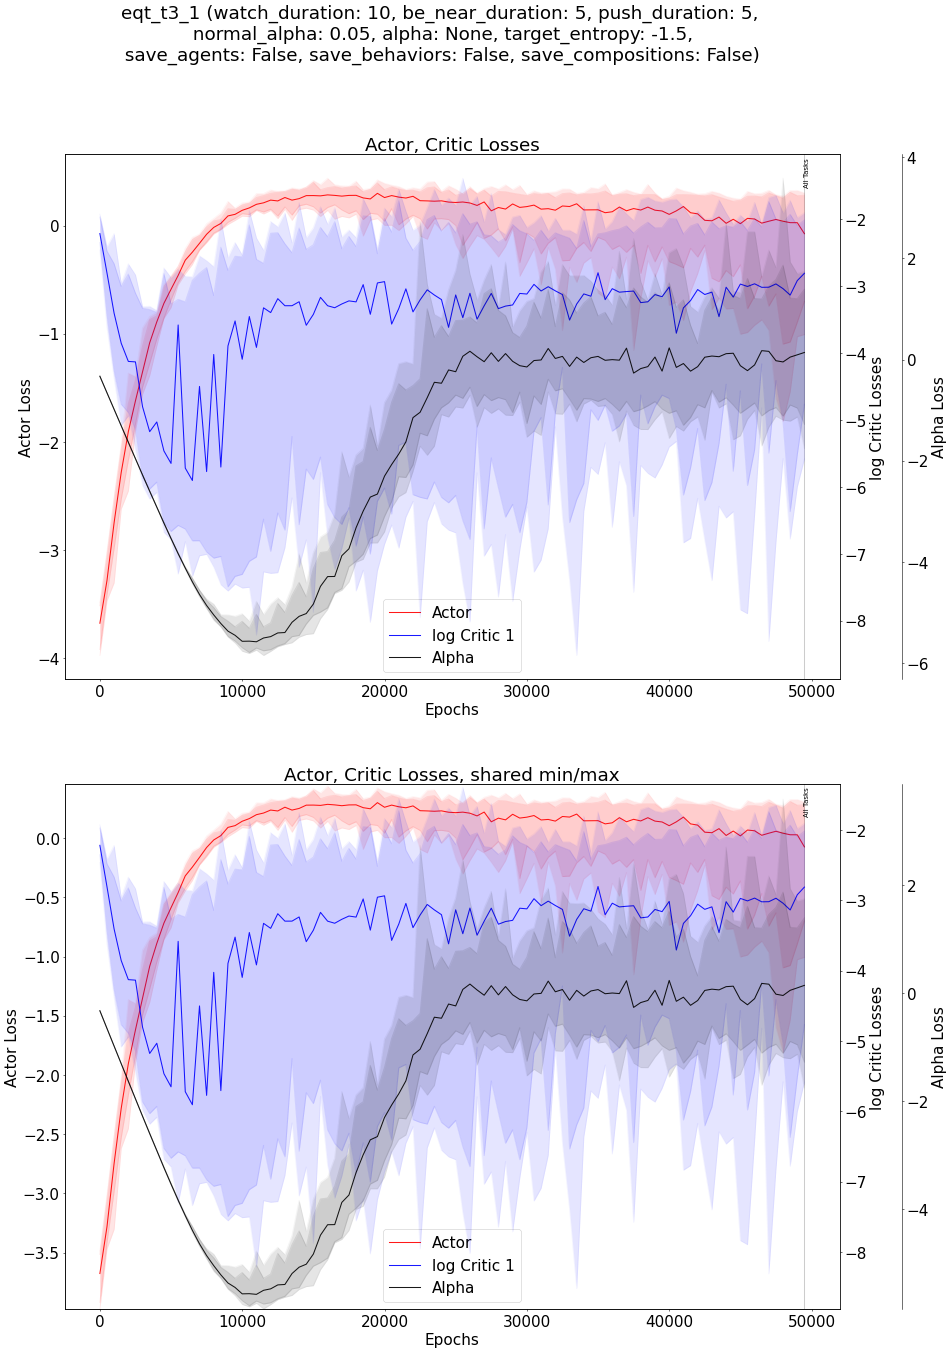 eqt_t3_1 (watch_duration: 10, be_near_duration: 5, push_duration: 5,
normal_alpha: 0.05, alpha: None, target_entropy: -1.5,
save_agents: False, save_behaviors: False, save_compositions: False)
Actor, Critic Losses
All Tasks
Actor Loss
0
−1
−2
−3
−4
log Critic Losses
−2
−3
−4
−5
−6
−7
−8
Alpha Loss
4
2
0
−2
−4
−6
Actor
log Critic 1
Alpha
0
10000
20000
30000
40000
50000
Epochs
Actor, Critic Losses, shared min/max
All Tasks
Actor Loss
0.0
−0.5
−1.0
−1.5
−2.0
−2.5
−3.0
−3.5
log Critic Losses
−2
−3
−4
−5
−6
−7
−8
Alpha Loss
2
0
−2
−4
Actor
log Critic 1
Alpha
0
10000
20000
30000
40000
50000
Epochs